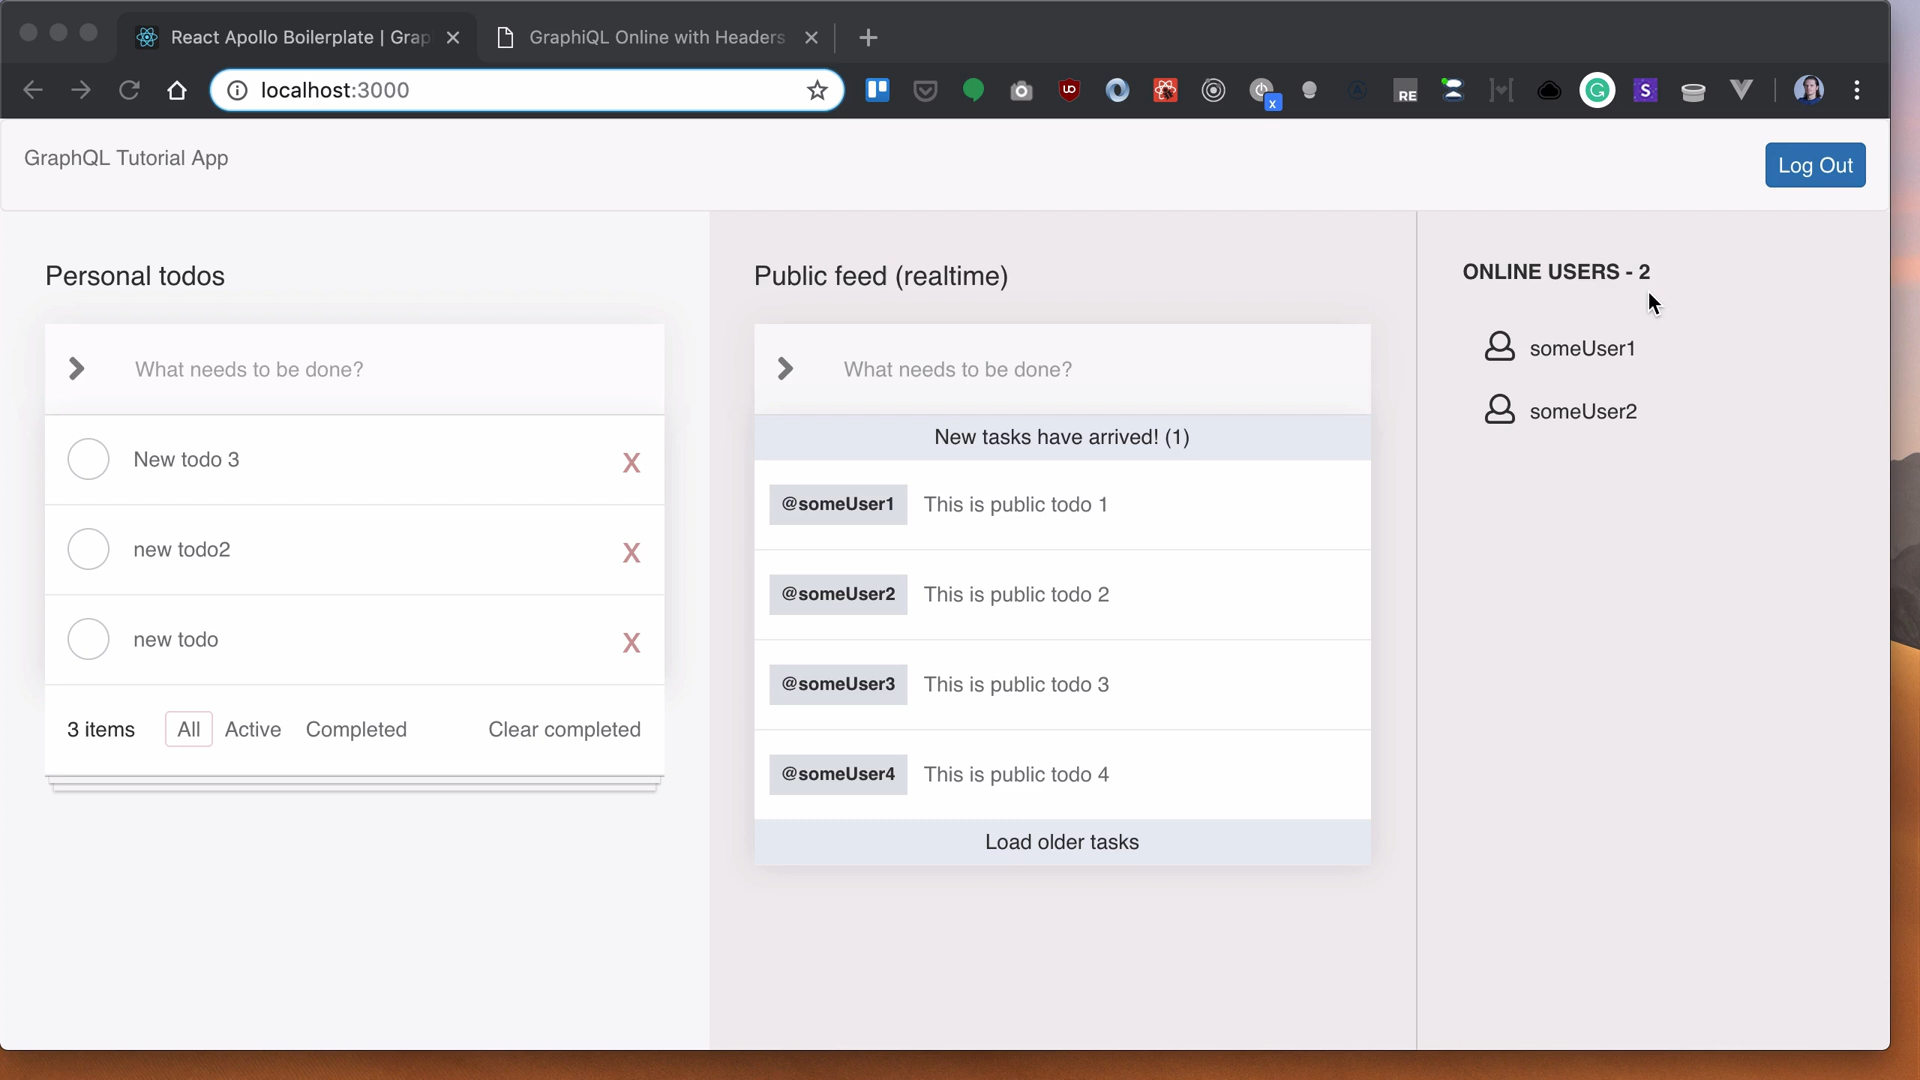 React Apollo Boilerplate | Grap
GraphiQL Online with Headers
localhost:3000
RE
S
x
GraphQL Tutorial App
Log Out
Personal todos
What needs to be done?
New todo 3
X
new todo2
X
new todo
X
3 items All Active Completed Clear completed
Public feed (realtime)
What needs to be done?
New tasks have arrived! (1)
@someUser1 This is public todo 1
@someUser2 This is public todo 2
@someUser3 This is public todo 3
@someUser4 This is public todo 4
Load older tasks
ONLINE USERS - 2
someUser1
someUser2